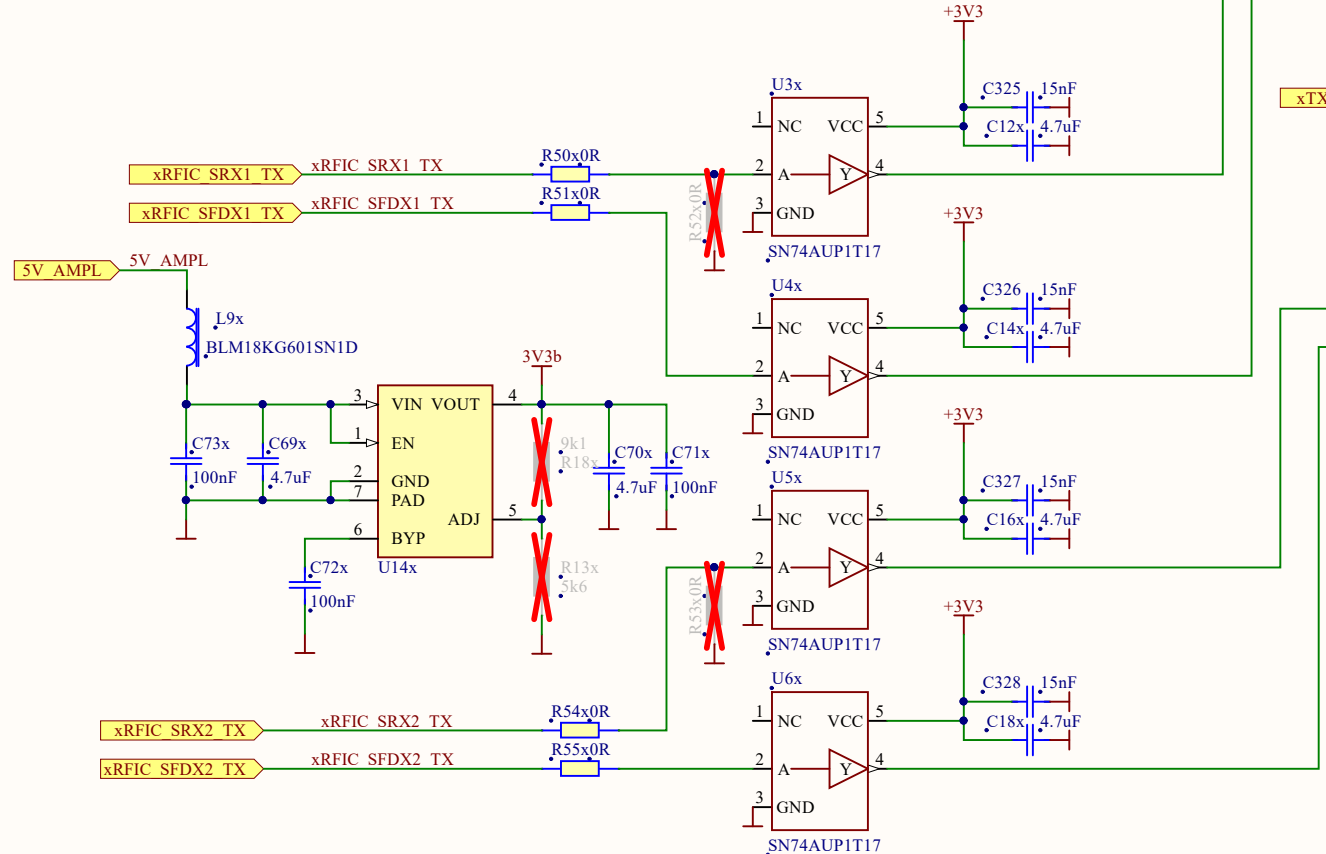 +3V3
U3x
C325 15nF
xTX
1 NC VCC 5
C12x 4.7uF
R50x0R
xRFIC_SRX1_TX xRFIC_SRX1_TX
2 A Y 4
R51x0R
R52x0R
xRFIC_SFDX1_TX xRFIC_SFDX1_TX
3 GND
+3V3
SN74AUP1T17
5V_AMPL 5V_AMPL
U4x
C326 15nF
L9x
1 NC VCC 5
C14x 4.7uF
BLM18KG601SN1D
3V3b
2 A Y 4
3 VIN VOUT 4
3 GND
+3V3
1 EN
9k1
R18x
C73x C69x
C70x C71x
SN74AUP1T17
100nF 4.7uF
2 GND
4.7uF 100nF
U5x
C327 15nF
7 PAD
ADJ 5
1 NC VCC 5
C16x 4.7uF
6 BYP
U14x
C72x
100nF
R13x
5k6
2 A Y 4
R53x0R
3 GND
+3V3
SN74AUP1T17
U6x
C328 15nF
R54x0R
xRFIC_SRX2_TX xRFIC_SRX2_TX
1 NC VCC 5
C18x 4.7uF
R55x0R
xRFIC_SFDX2_TX xRFIC_SFDX2_TX
2 A Y 4
3 GND
SN74AUP1T17